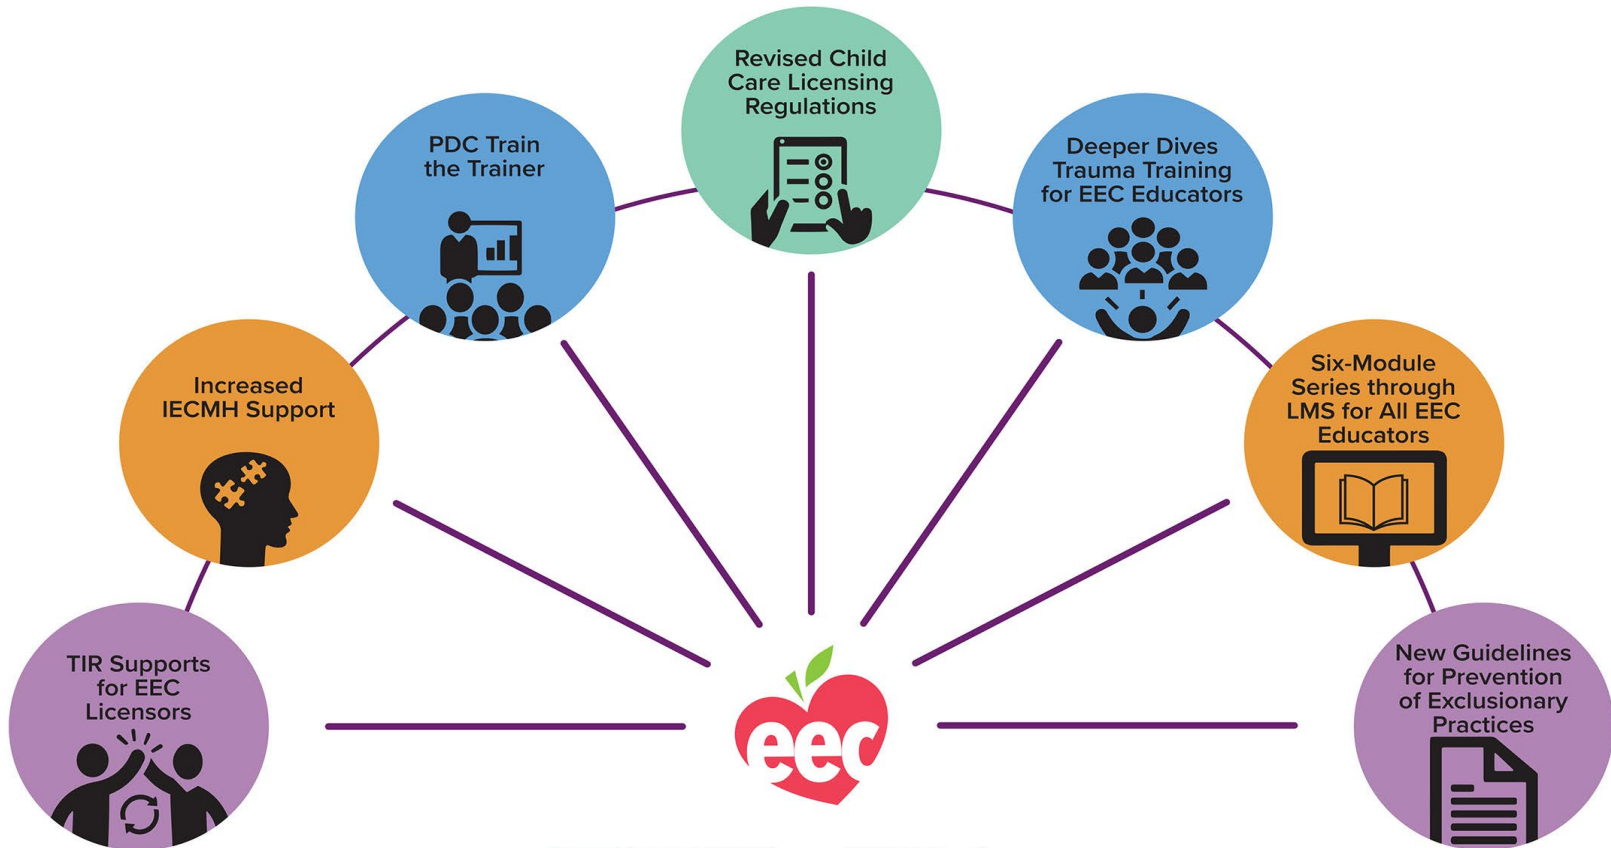 Revised Child
Care Licensing
Regulations
PDC Train
the Trainer
Deeper Dives
Trauma Training
for EEC Educators
Increased
IECMH Support
Six-Module
Series through
LMS for All EEC
Educators
TIR Supports
for EEC
Licensors
New Guidelines
for Prevention
of Exclusionary
Practices
eec